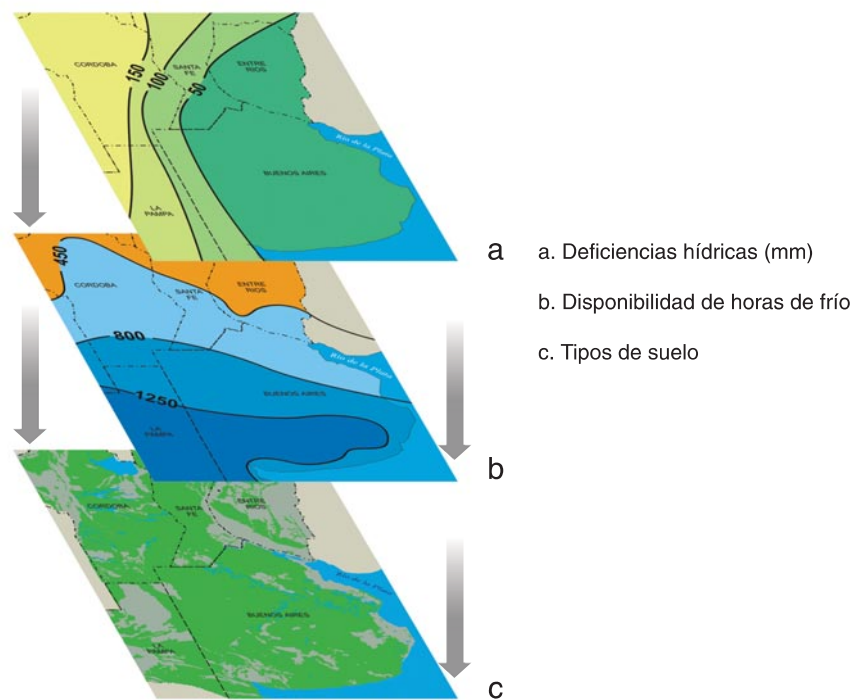 CORDOBA
SANTA
FE
ENTRE
RIOS
150
100
50
Río de la Plata
BUENOS AIRES
LA
PAMPA
a
a. Deficiencias hídricas (mm)
450
CORDOBA
SANTA
FE
ENTRE
RIOS
b. Disponibilidad de horas de frío
800
c. Tipos de suelo
Río de la Plata
1250
BUENOS AIRES
LA
PAMPA
b
CORDOBA
SANTA
FE
ENTRE
RIOS
Río de la Plata
BUENOS AIRES
LA
PAMPA
c